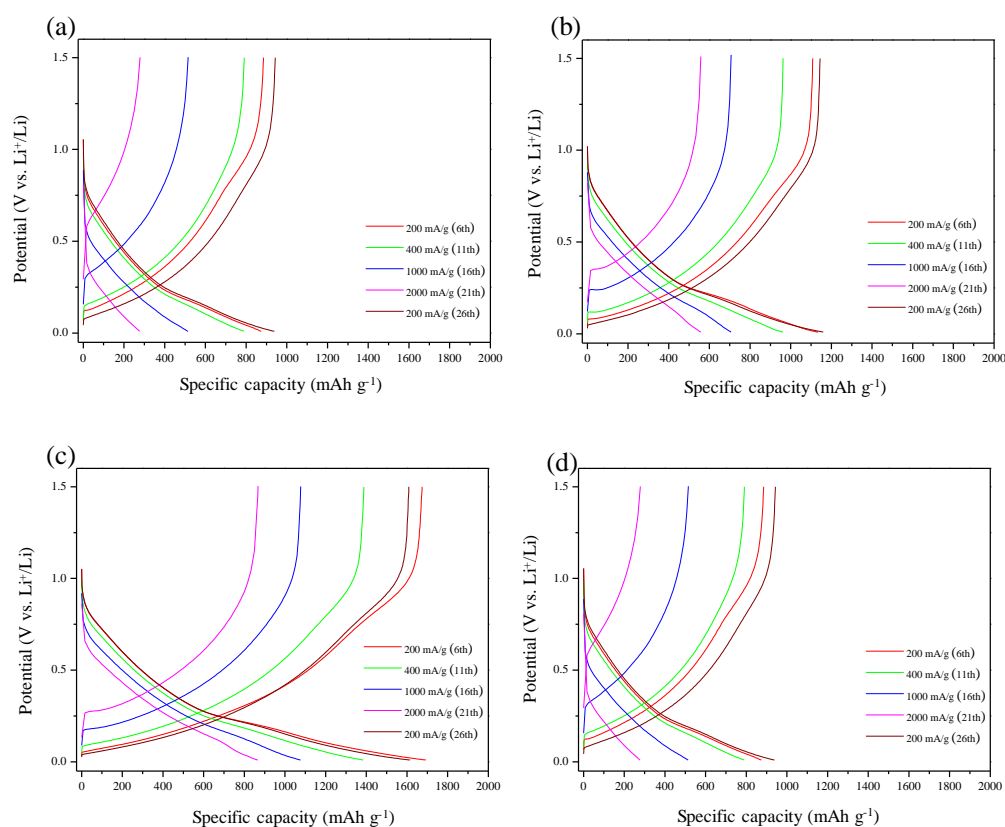 (a)
1.5
1.0
0.5
0.0
Potential (V vs. Li⁺/Li)
200 mA/g (6th)
400 mA/g (11th)
1000 mA/g (16th)
2000 mA/g (21th)
200 mA/g (26th)
0 200 400 600 800 1000 1200 1400 1600 1800 2000
Specific capacity (mAh g⁻¹)
(b)
1.5
1.0
0.5
0.0
Potential (V vs. Li⁺/Li)
200 mA/g (6th)
400 mA/g (11th)
1000 mA/g (16th)
2000 mA/g (21th)
200 mA/g (26th)
0 200 400 600 800 1000 1200 1400 1600 1800 2000
Specific capacity (mAh g⁻¹)
(c)
1.5
1.0
0.5
0.0
Potential (V vs. Li⁺/Li)
200 mA/g (6th)
400 mA/g (11th)
1000 mA/g (16th)
2000 mA/g (21th)
200 mA/g (26th)
0 200 400 600 800 1000 1200 1400 1600 1800 2000
Specific capacity (mAh g⁻¹)
(d)
1.5
1.0
0.5
0.0
Potential (V vs. Li⁺/Li)
200 mA/g (6th)
400 mA/g (11th)
1000 mA/g (16th)
2000 mA/g (21th)
200 mA/g (26th)
0 200 400 600 800 1000 1200 1400 1600 1800 2000
Specific capacity (mAh g⁻¹)